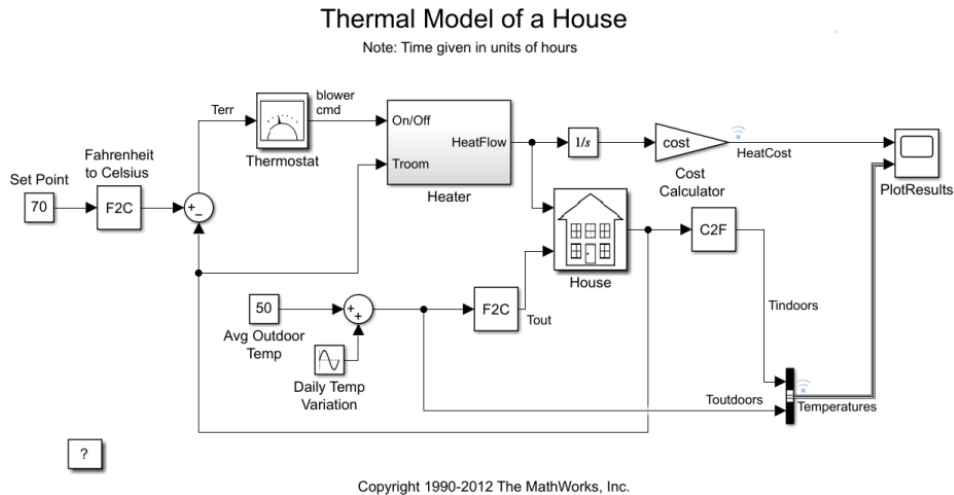 Thermal Model of a House
Note: Time given in units of hours
Terr
blower
cmd
On/Off
HeatFlow
Troom
Heater
Thermostat
1/s
cost
HeatCost
Cost
Calculator
PlotResults
Set Point
70
Fahrenheit
to Celsius
F2C
+
−
House
C2F
50
Avg Outdoor
Temp
+
+
Daily Temp
Variation
F2C
Tout
Tindoors
Toutdoors
Temperatures
?
Copyright 1990-2012 The MathWorks, Inc.